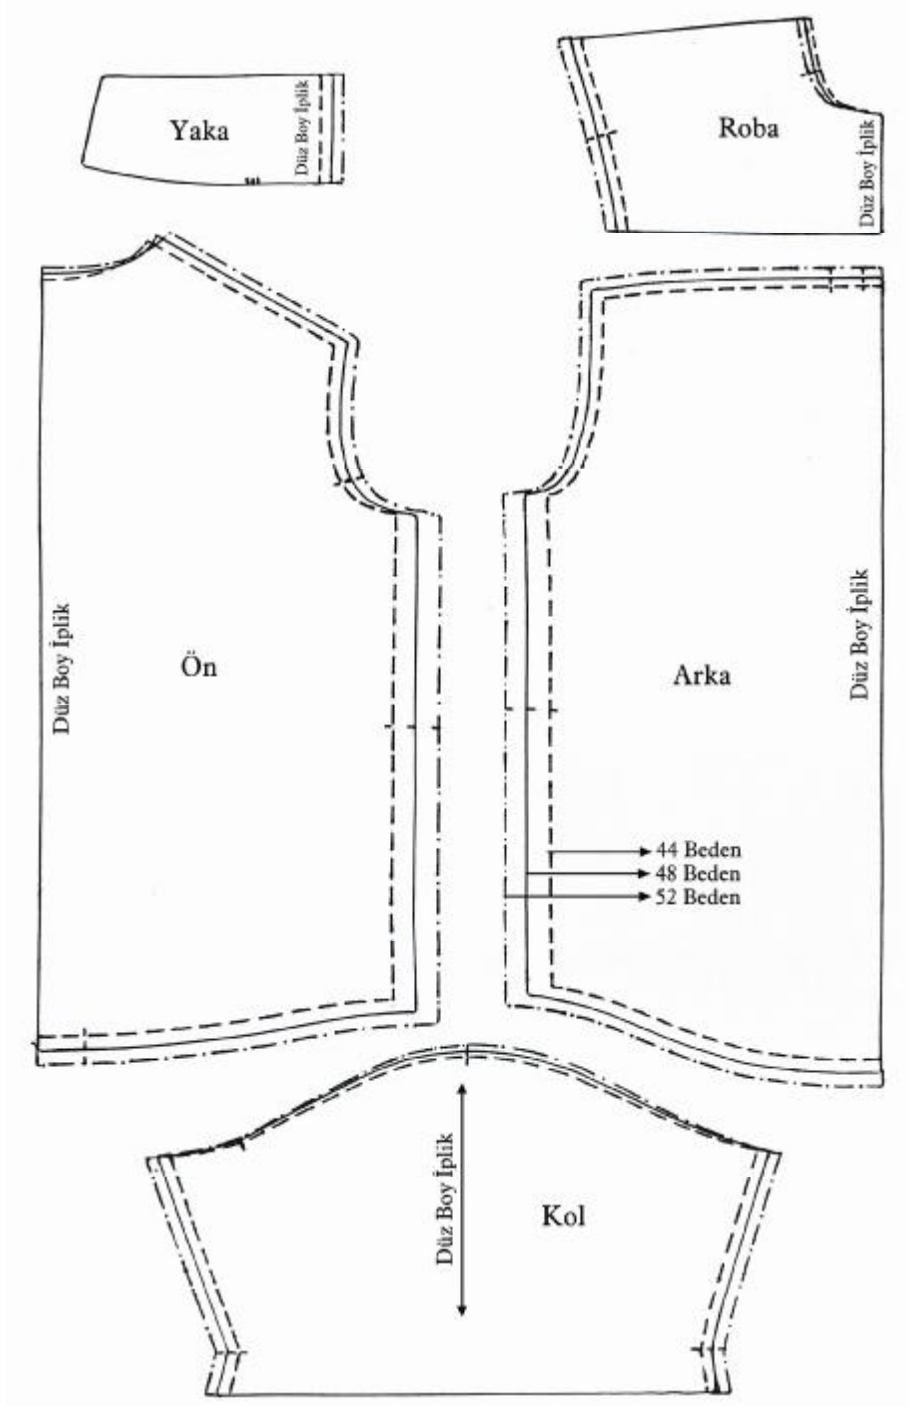 Yaka
Düz Boy İplik
Roba
Düz Boy İplik
Ön
Düz Boy İplik
Arka
Düz Boy İplik
44 Beden
48 Beden
52 Beden
Düz Boy İplik
Kol